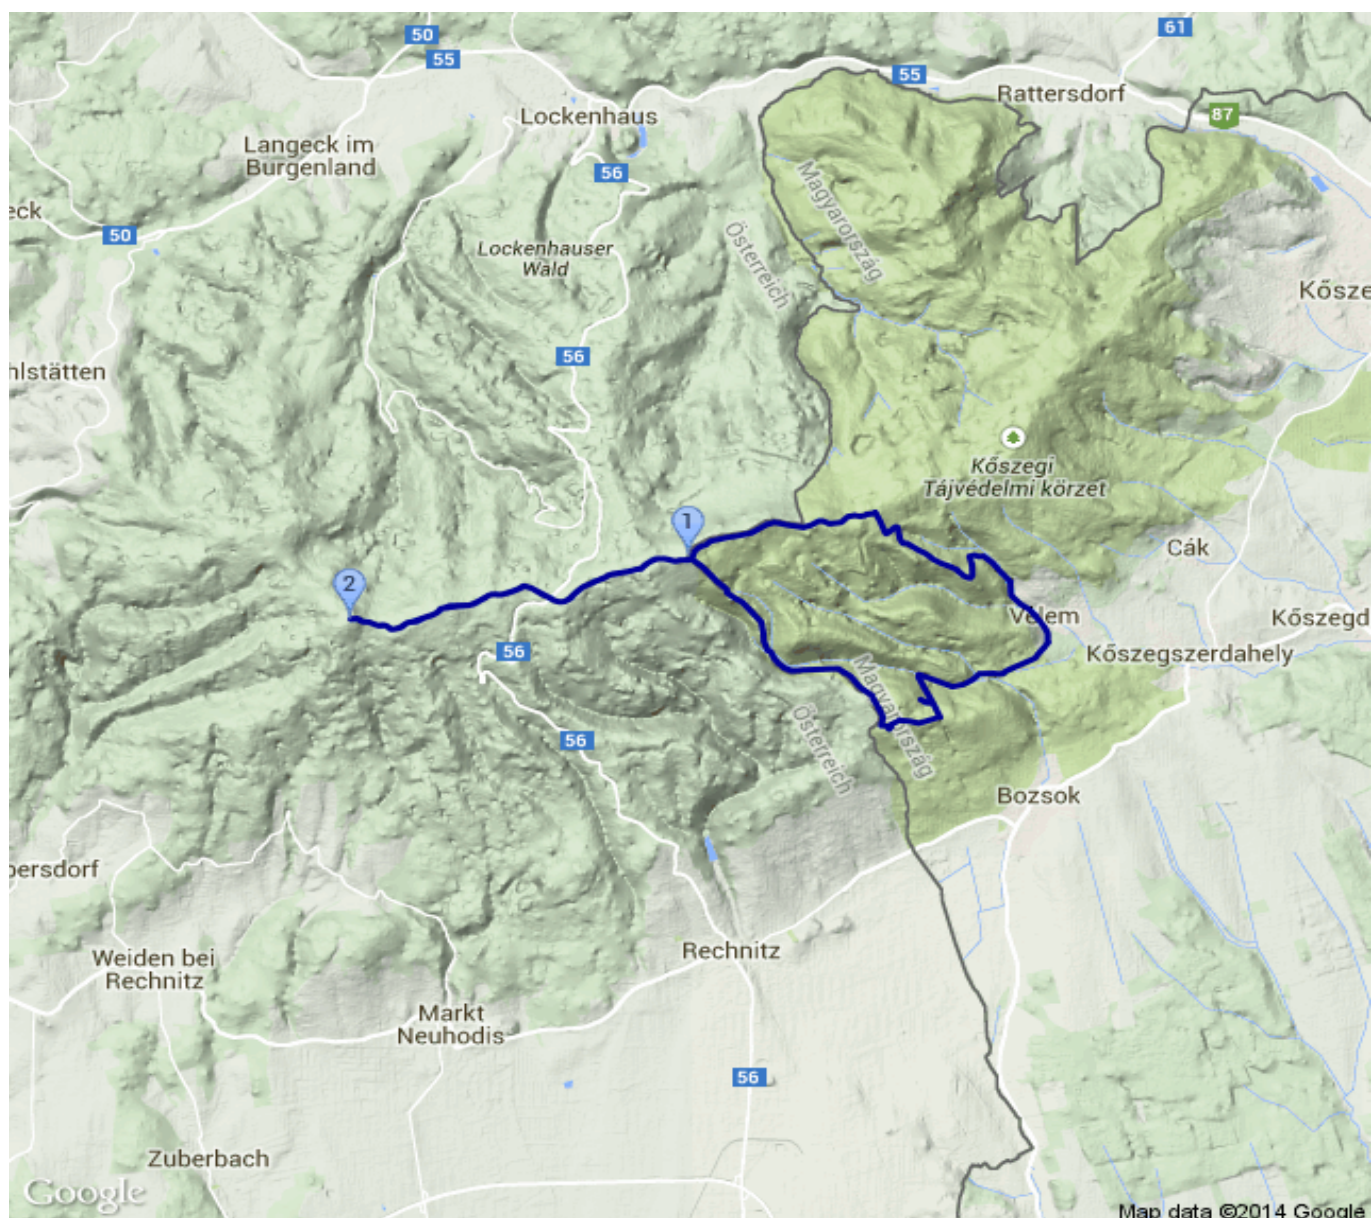 61
50
55
55
Rattersdorf
87
Lockenhaus
Langeck im
Burgenland
56
Magyarország
eck
50
Österreich
Lockenhauser
Wald
Kősze
56
hlstätten
Kőszegi
Tájvédelmi körzet
1
Cák
2
Velem
Kőszegd
56
Kőszegszerdahely
Magyarország
Österreich
56
Bozsok
bersdorf
Rechnitz
Weiden bei
Rechnitz
Markt
Neuhodis
56
Zuberbach
Google
Map data ©2014 Google